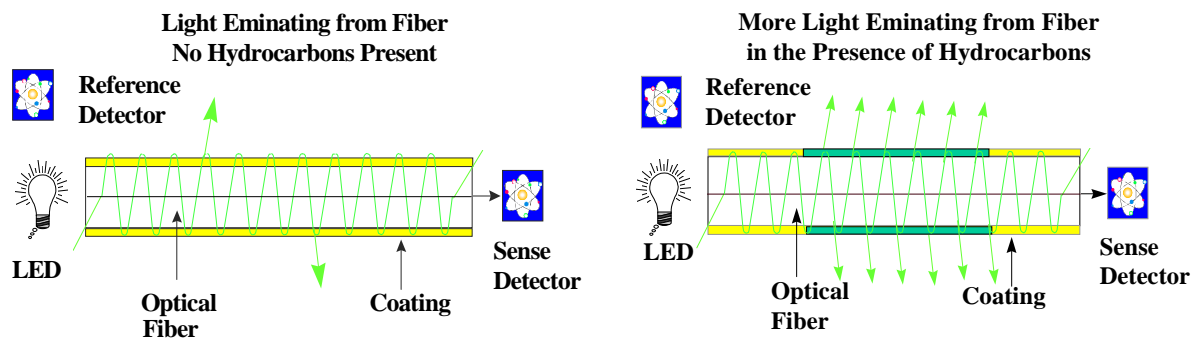 Light Eminating from Fiber
No Hydrocarbons Present
Reference
Detector
LED
Optical
Fiber
Coating
Sense
Detector
More Light Eminating from Fiber
in the Presence of Hydrocarbons
Reference
Detector
LED
Optical
Fiber
Coating
Sense
Detector